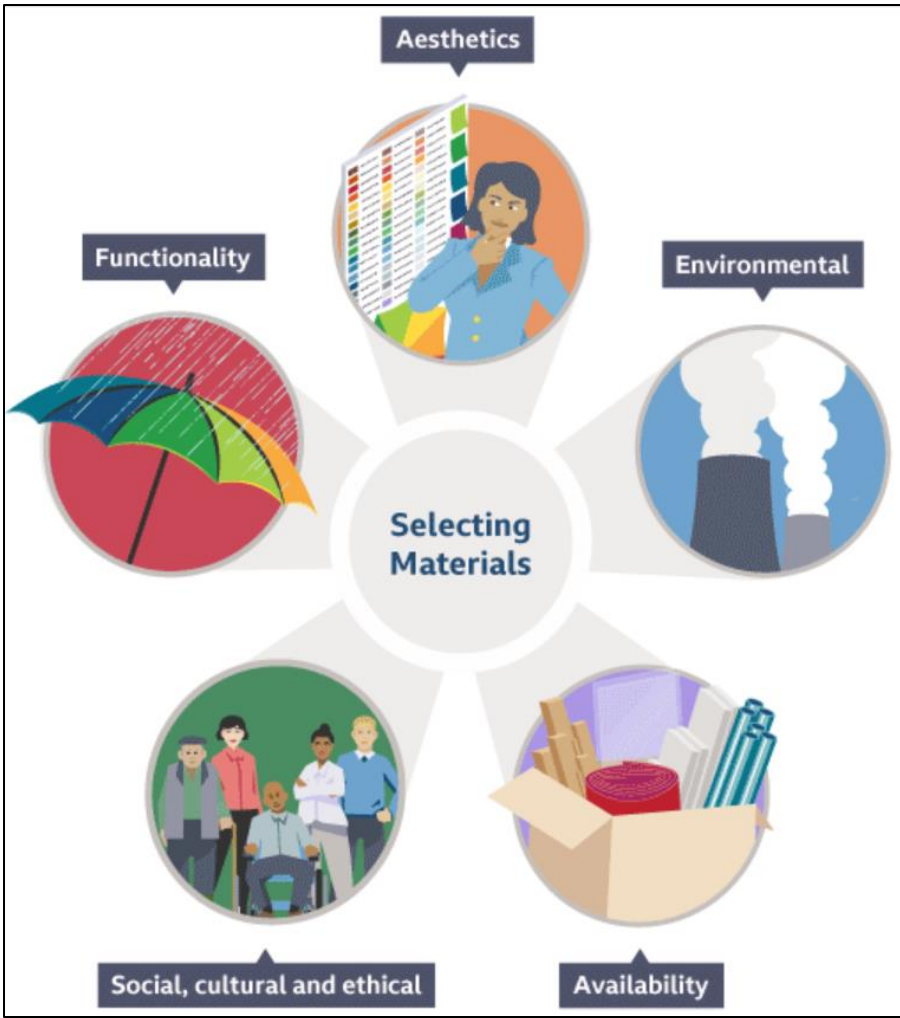 Aesthetics
Functionality
Environmental
Selecting
Materials
Social, cultural and ethical
Availability